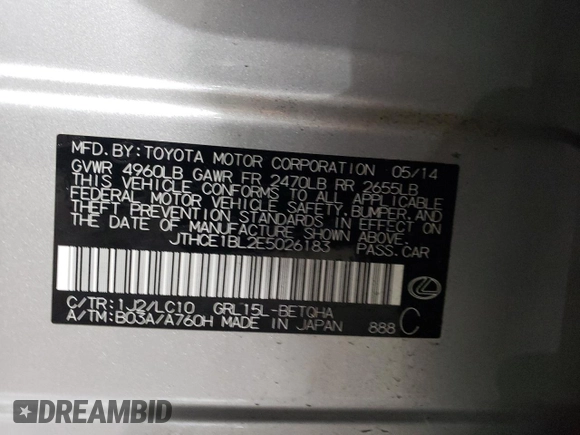 MFD. BY: TOYOTA MOTOR CORPORATION 05/14
GVWR 4960LB GAWR FR 2470LB RR 2655LB
THIS VEHICLE CONFORMS TO ALL APPLICABLE
FEDERAL MOTOR VEHICLE SAFETY, BUMPER, AND
THEFT PREVENTION STANDARDS IN EFFECT ON
THE DATE OF MANUFACTURE SHOWN ABOVE.
JTHCE1BL2E5026183 PASS.CAR
C/TR: 1J2/LC10 GRL15L-BETQHA
A/TM: B03A/A760H MADE IN JAPAN 888 C
DREAMBID